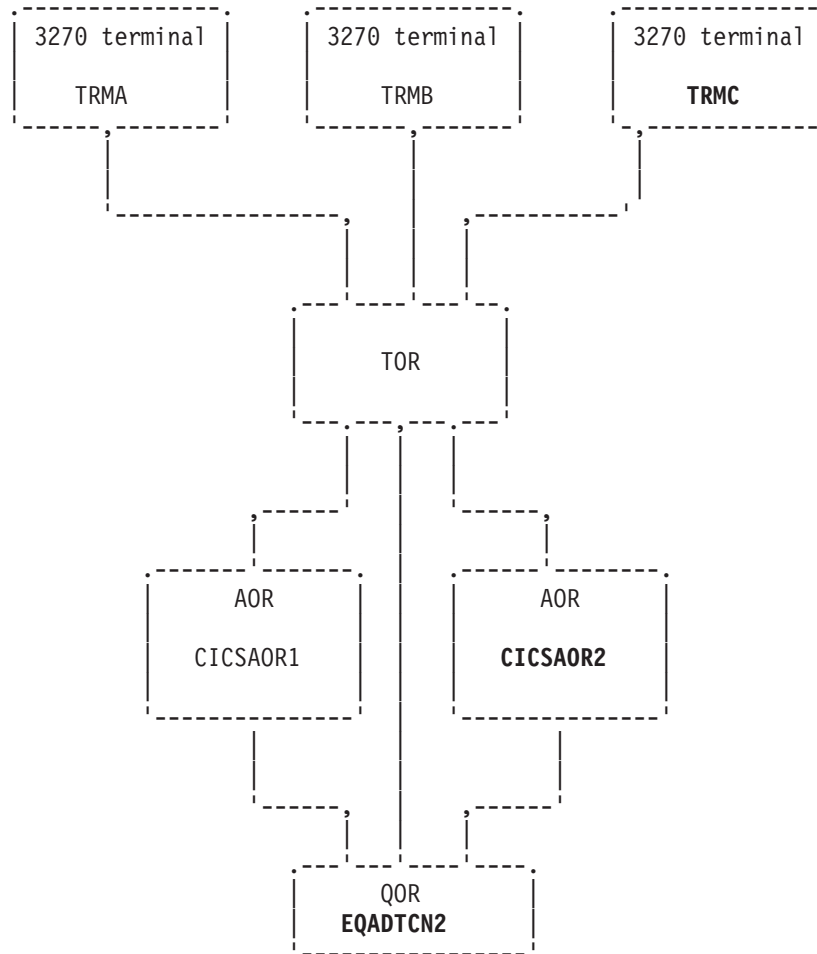 3270 terminal 3270 terminal 3270 terminal
TRMA TRMB TRMC
TOR
AOR AOR
CICSAOR1 CICSAOR2
QOR
EQADTCN2